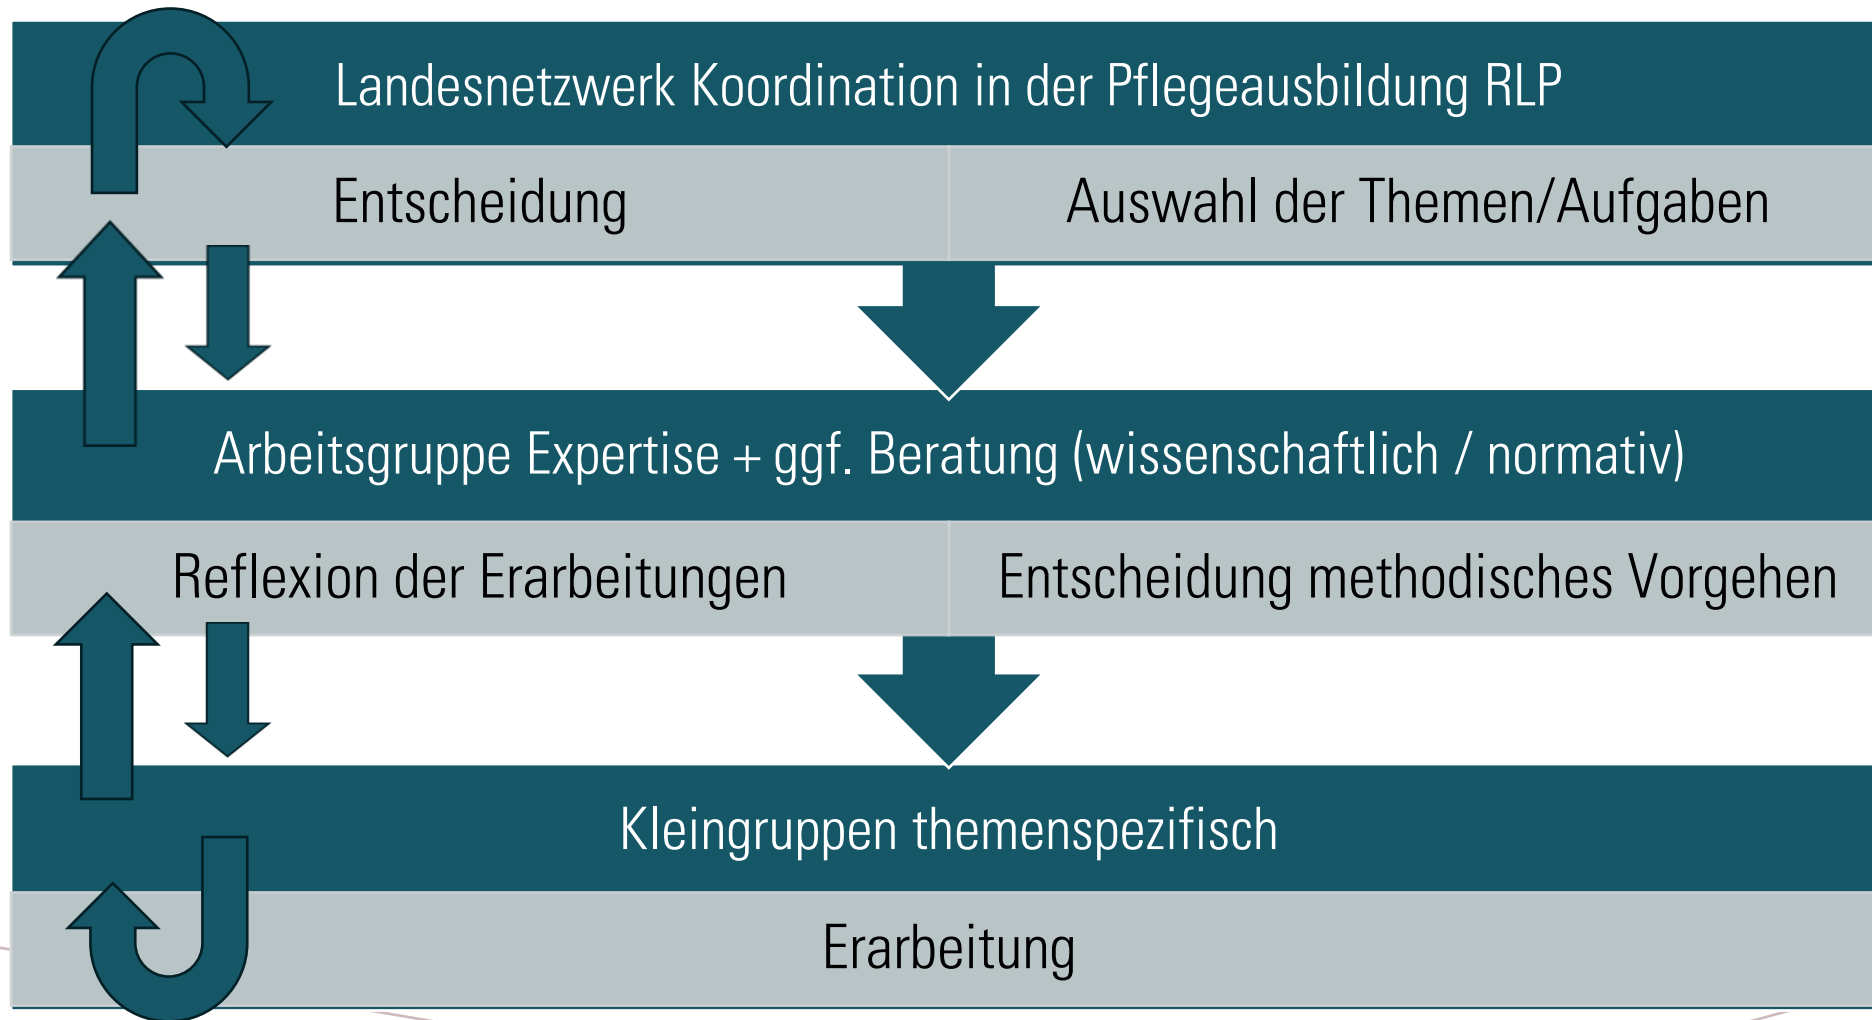 Landesnetzwerk Koordination in der Pflegeausbildung RLP
Entscheidung
Auswahl der Themen/Aufgaben
Arbeitsgruppe Expertise + ggf. Beratung (wissenschaftlich / normativ)
Reflexion der Erarbeitungen
Entscheidung methodisches Vorgehen
Kleingruppen themenspezifisch
Erarbeitung